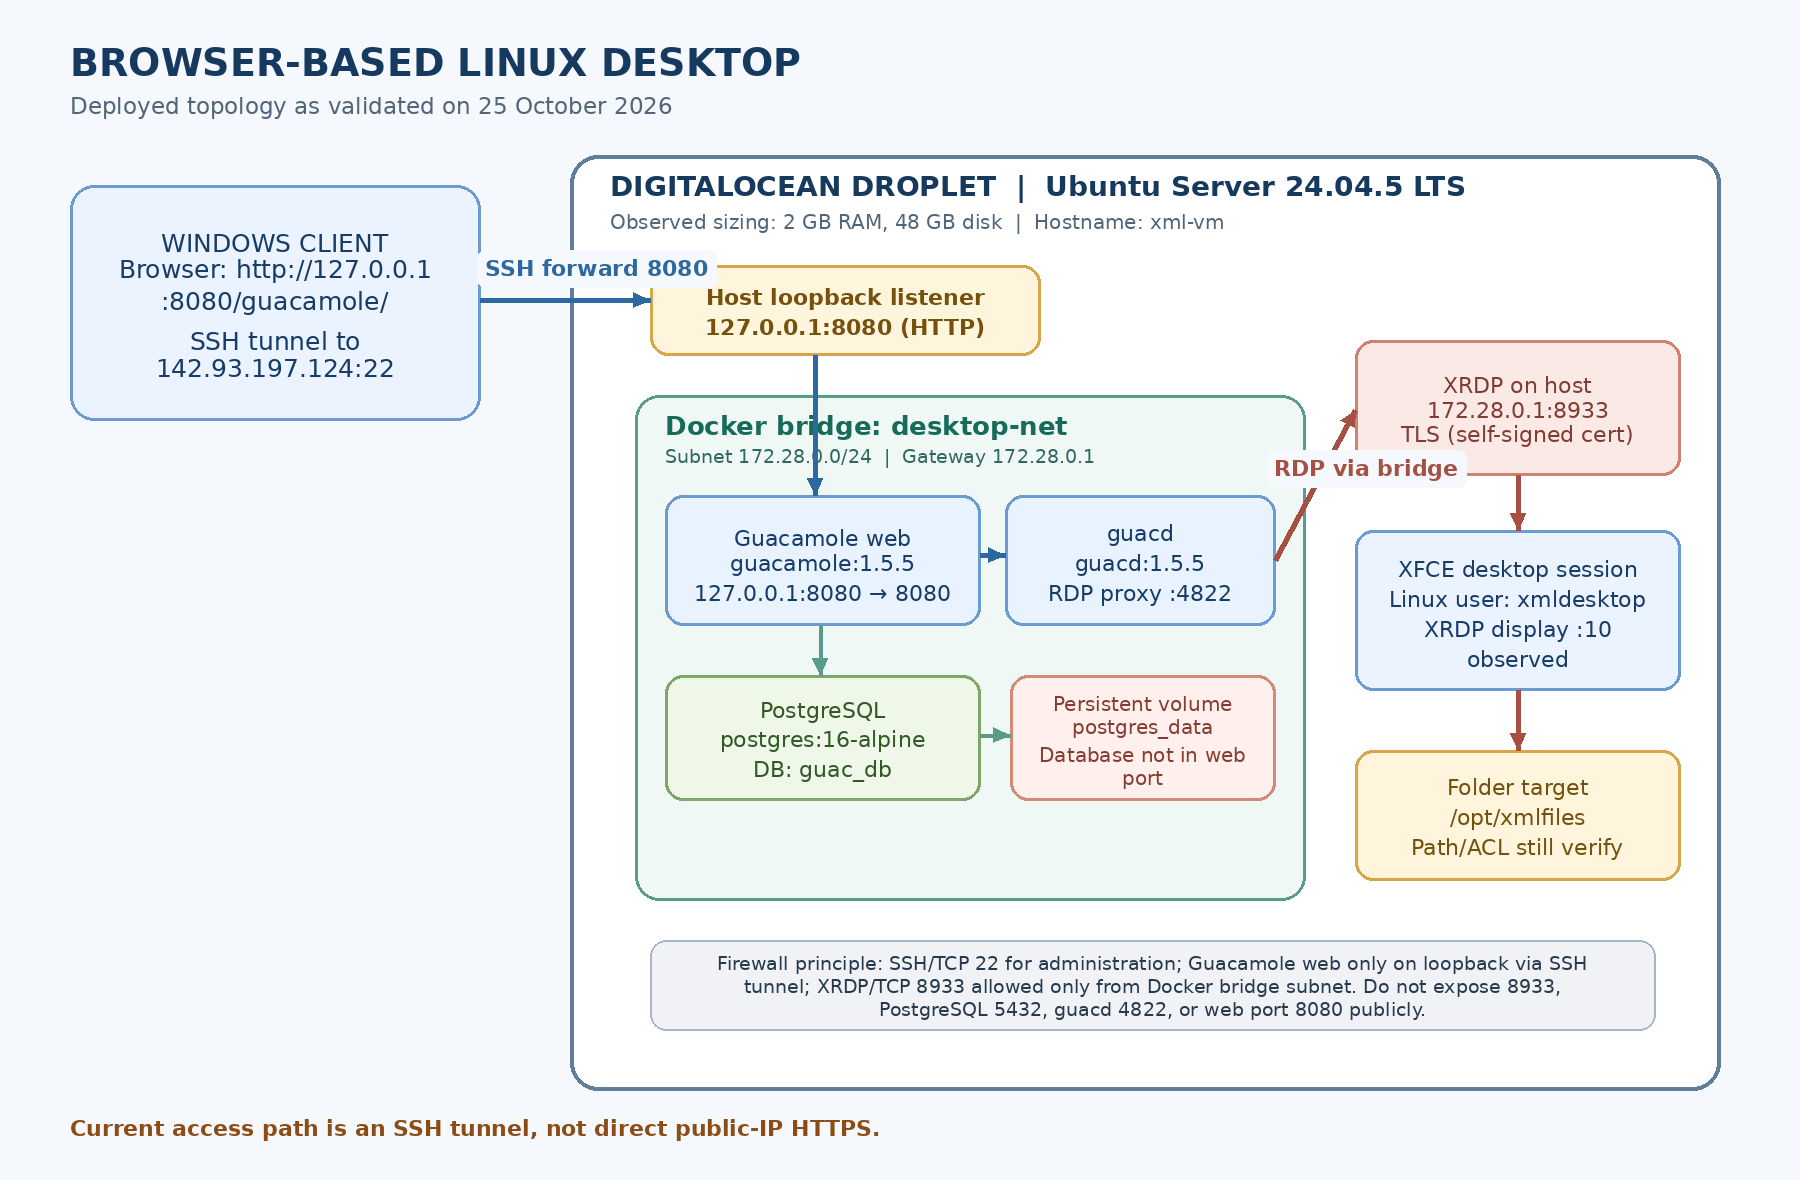 BROWSER-BASED LINUX DESKTOP
Deployed topology as validated on 25 October 2026
WINDOWS CLIENT
Browser: http://127.0.0.1
:8080/guacamole/
SSH tunnel to
142.93.197.124:22
SSH forward 8080
DIGITALOCEAN DROPLET | Ubuntu Server 24.04.5 LTS
Observed sizing: 2 GB RAM, 48 GB disk | Hostname: xml-vm
Host loopback listener
127.0.0.1:8080 (HTTP)
Docker bridge: desktop-net
Subnet 172.28.0.0/24 | Gateway 172.28.0.1
Guacamole web
guacamole:1.5.5
127.0.0.1:8080 → 8080
guacd
guacd:1.5.5
RDP proxy :4822
PostgreSQL
postgres:16-alpine
DB: guac_db
Persistent volume
postgres_data
Database not in web
port
RDP via bridge
XRDP on host
172.28.0.1:8933
TLS (self-signed cert)
XFCE desktop session
Linux user: xmldesktop
XRDP display :10
observed
Folder target
/opt/xmlfiles
Path/ACL still verify
Firewall principle: SSH/TCP 22 for administration; Guacamole web only on loopback via SSH
tunnel; XRDP/TCP 8933 allowed only from Docker bridge subnet. Do not expose 8933,
PostgreSQL 5432, guacd 4822, or web port 8080 publicly.
Current access path is an SSH tunnel, not direct public-IP HTTPS.